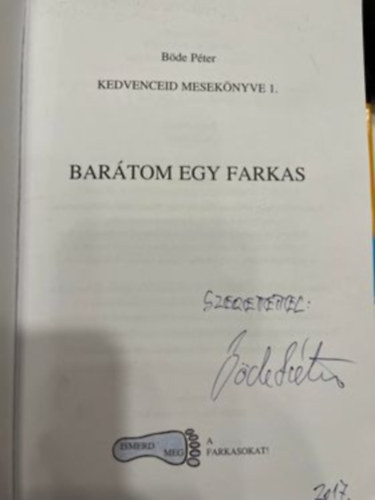 Böde Péter
KEDVENCEID MESEKÖNYVE 1.
BARÁTOM EGY FARKAS
SZERETETTEL:
Böde Péter
ISMERD MEG
A FARKASOKAT!
2017.